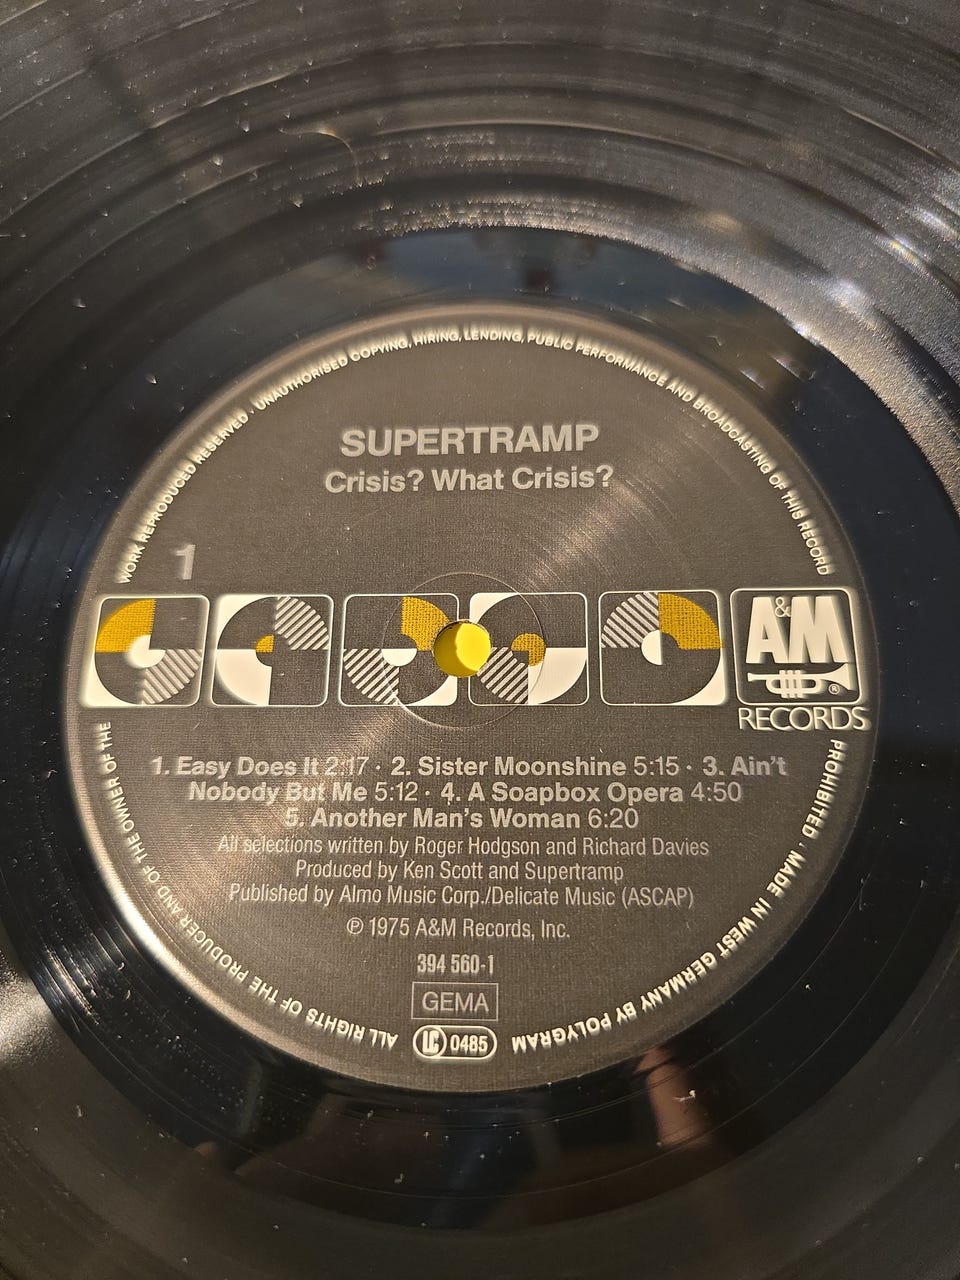 SUPERTRAMP
Crisis? What Crisis?
1
A&M
®
RECORDS
1. Easy Does It 2:17 · 2. Sister Moonshine 5:15 · 3. Ain't
Nobody But Me 5:12 · 4. A Soapbox Opera 4:50
5. Another Man's Woman 6:20
All selections written by Roger Hodgson and Richard Davies
Produced by Ken Scott and Supertramp
Published by Almo Music Corp./Delicate Music (ASCAP)
℗ 1975 A&M Records, Inc.
394 560-1
GEMA
LC 0485
ALL RIGHTS OF THE PRODUCER AND OF THE OWNER OF THE WORK REPRODUCED RESERVED · UNAUTHORISED COPYING, HIRING, LENDING, PUBLIC PERFORMANCE AND BROADCASTING OF THIS RECORD PROHIBITED · MADE IN WEST GERMANY BY POLYGRAM